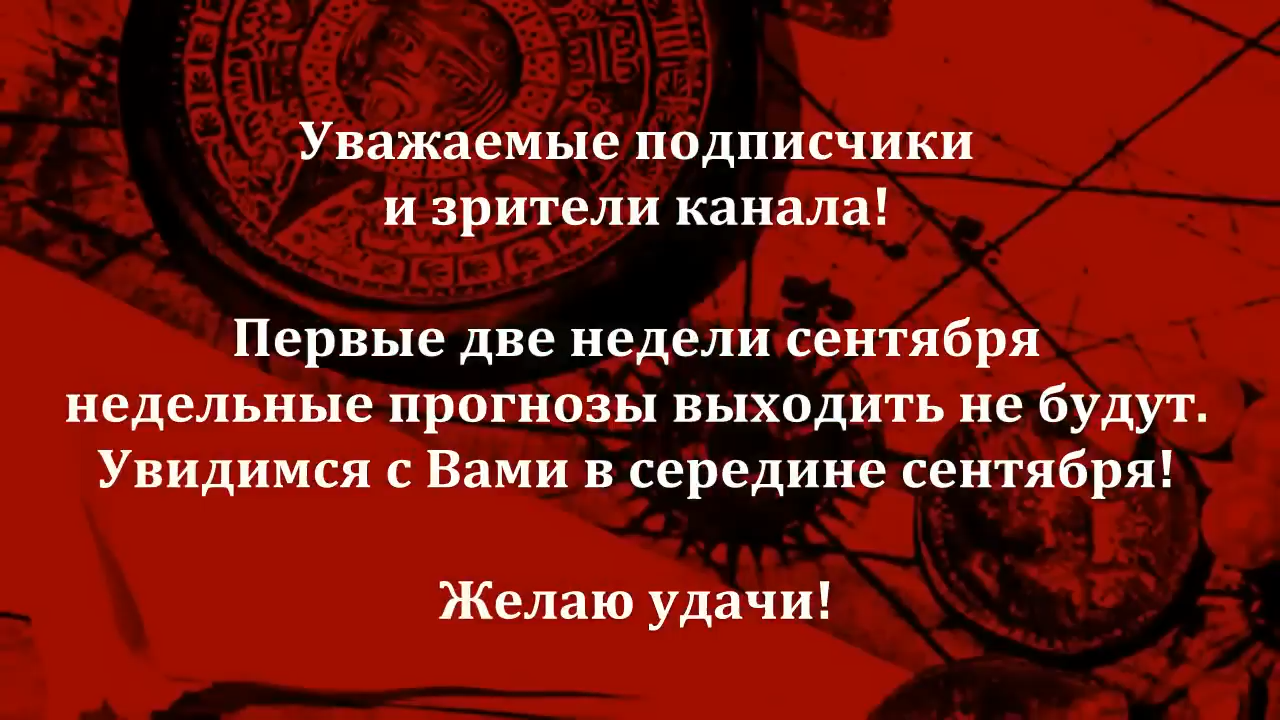 Уважаемые подписчики
и зрители канала!
Первые две недели сентября
недельные прогнозы выходить не будут.
Увидимся с Вами в середине сентября!
Желаю удачи!